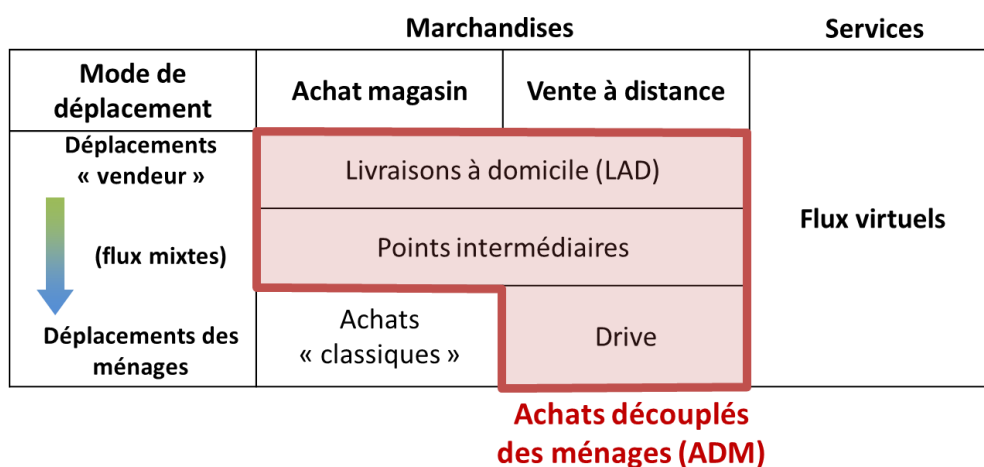 Marchandises Services
Mode de
déplacement
Achat magasin
Vente à distance
Déplacements
« vendeur »
Livraisons à domicile (LAD)
(flux mixtes)
Points intermédiaires
Flux virtuels
Déplacements des
ménages
Achats
« classiques »
Drive
Achats découplés
des ménages (ADM)